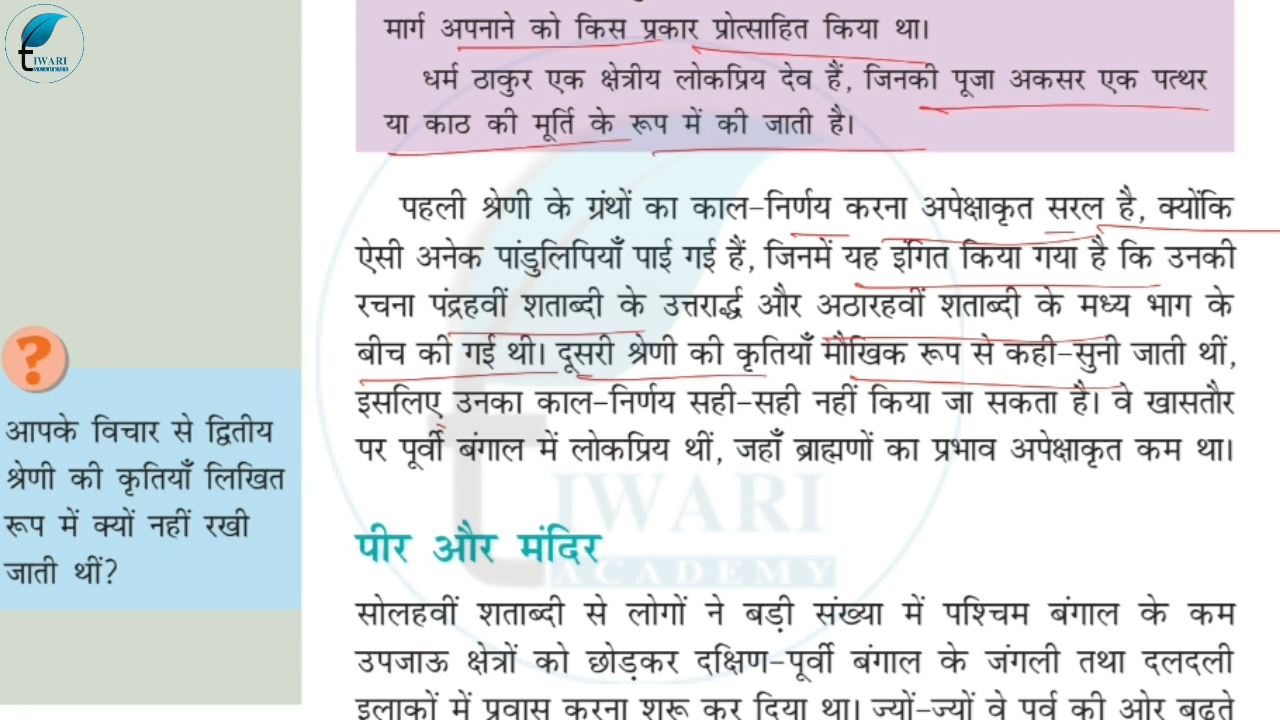 मार्ग अपनाने को किस प्रकार प्रोत्साहित किया था।
धर्म ठाकुर एक क्षेत्रीय लोकप्रिय देव हैं, जिनकी पूजा अकसर एक पत्थर
या काठ की मूर्ति के रूप में की जाती है।
पहली श्रेणी के ग्रंथों का काल-निर्णय करना अपेक्षाकृत सरल है, क्योंकि
ऐसी अनेक पांडुलिपियाँ पाई गई हैं, जिनमें यह इंगित किया गया है कि उनकी
रचना पंद्रहवीं शताब्दी के उत्तरार्द्ध और अठारहवीं शताब्दी के मध्य भाग के
बीच की गई थी। दूसरी श्रेणी की कृतियाँ मौखिक रूप से कही-सुनी जाती थीं,
इसलिए उनका काल-निर्णय सही-सही नहीं किया जा सकता है। वे खासतौर
पर पूर्वी बंगाल में लोकप्रिय थीं, जहाँ ब्राह्मणों का प्रभाव अपेक्षाकृत कम था।
पीर और मंदिर
सोलहवीं शताब्दी से लोगों ने बड़ी संख्या में पश्चिम बंगाल के कम
उपजाऊ क्षेत्रों को छोड़कर दक्षिण-पूर्वी बंगाल के जंगली तथा दलदली
इलाकों में प्रवास करना शुरू कर दिया था। ज्यों-ज्यों वे पूर्व की ओर बढ़ते
?
आपके विचार से द्वितीय
श्रेणी की कृतियाँ लिखित
रूप में क्यों नहीं रखी
जाती थीं?
TIWARI
ACADEMY
TIWARI
ACADEMY